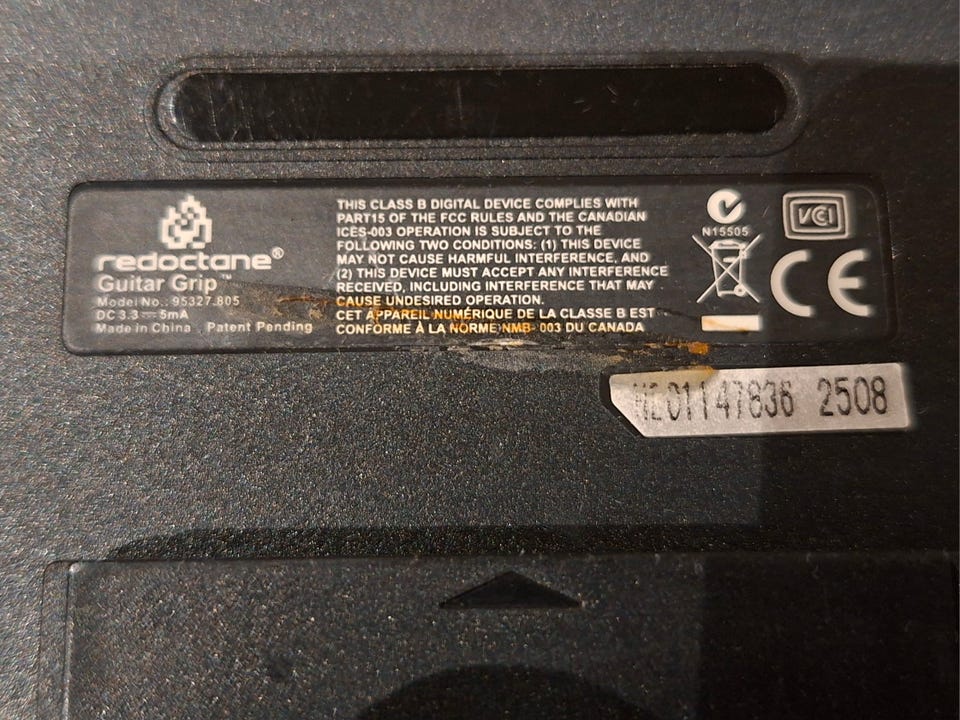 redoctane®
Guitar Grip™
Model No.: 95327.805
DC 3.3 ⎓ 5mA
Made in China , Patent Pending
THIS CLASS B DIGITAL DEVICE COMPLIES WITH
PART15 OF THE FCC RULES AND THE CANADIAN
ICES-003 OPERATION IS SUBJECT TO THE
FOLLOWING TWO CONDITIONS: (1) THIS DEVICE
MAY NOT CAUSE HARMFUL INTERFERENCE, AND
(2) THIS DEVICE MUST ACCEPT ANY INTERFERENCE
RECEIVED, INCLUDING INTERFERENCE THAT MAY
CAUSE UNDESIRED OPERATION.
CET APPAREIL NUMÉRIQUE DE LA CLASSE B EST
CONFORME À LA NORME NMB- 003 DU CANADA
N15505
VCI
CE
2508